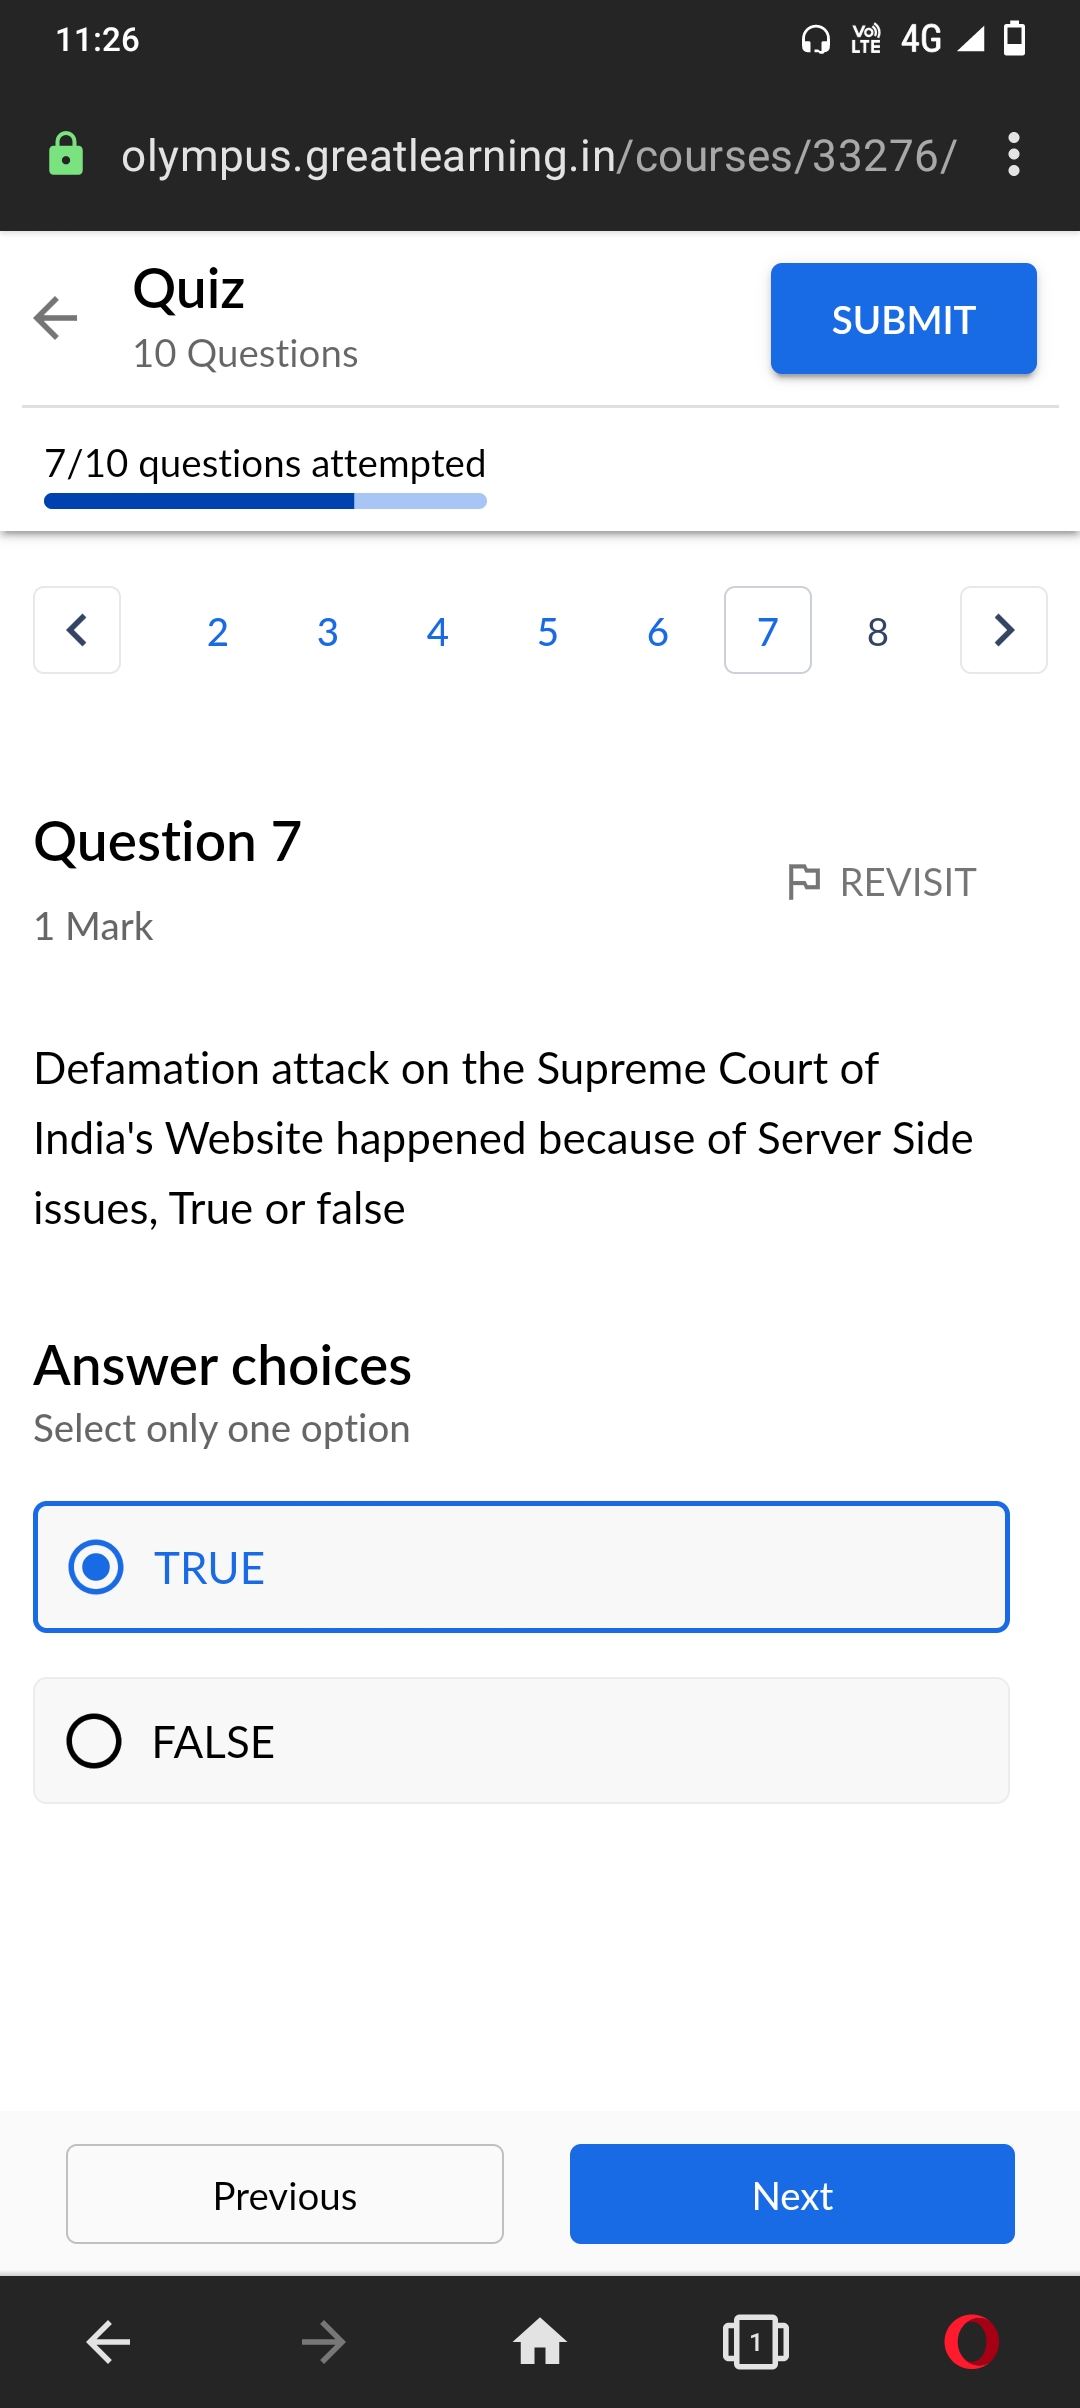 11:26
Vo)) LTE 4G
olympus.greatlearning.in/courses/33276/
Quiz
10 Questions
SUBMIT
7/10 questions attempted
2 3 4 5 6 7 8
Question 7
1 Mark
REVISIT
Defamation attack on the Supreme Court of
India's Website happened because of Server Side
issues, True or false
Answer choices
Select only one option
TRUE
FALSE
Previous
Next
1